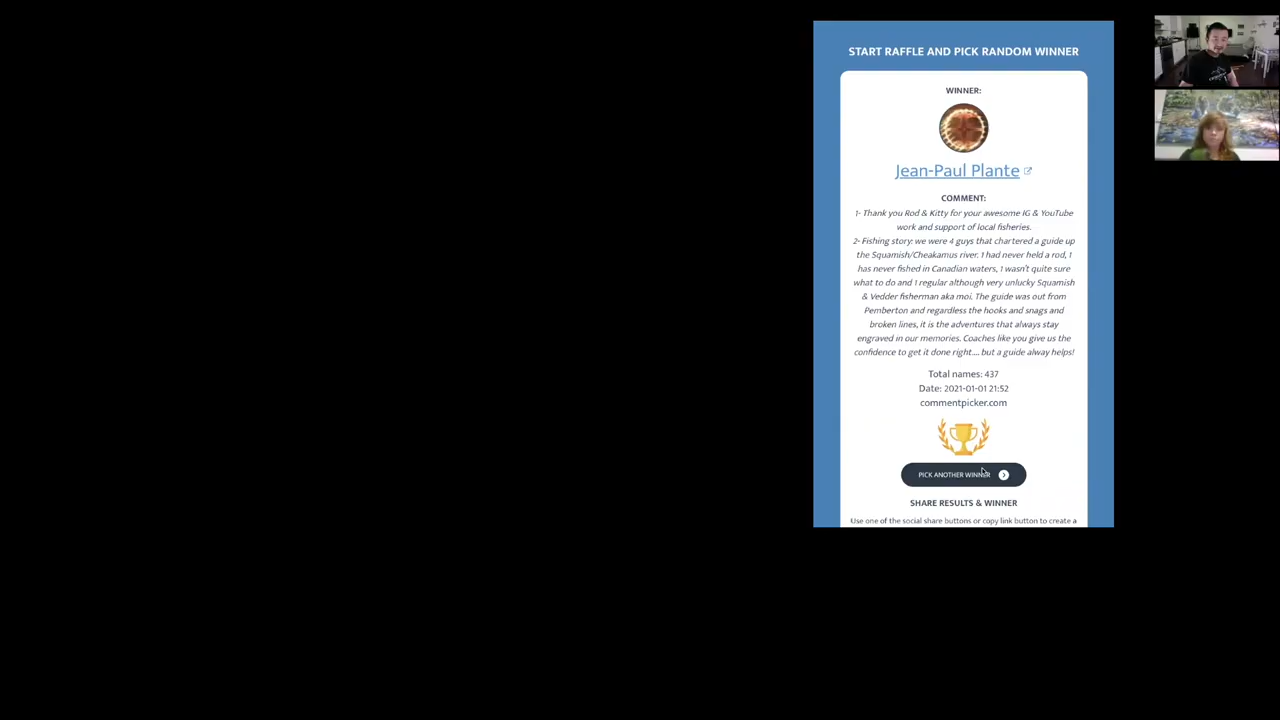 START RAFFLE AND PICK RANDOM WINNER
WINNER:
Jean-Paul Plante
COMMENT:
1- Thank you Rod & Kitty for your awesome IG & YouTube
work and support of local fisheries.
2- Fishing story: we were 4 guys that chartered a guide up
the Squamish/Cheakamus river. 1 had never held a rod, 1
has never fished in Canadian waters, 1 wasn't quite sure
what to do and 1 regular although very unlucky Squamish
& Vedder fisherman aka moi. The guide was out from
Pemberton and regardless the hooks and snags and
broken lines, it is the adventures that always stay
engraved in our memories. Coaches like you give us the
confidence to get it done right.... but a guide alway helps!
Total names: 437
Date: 2021-01-01 21:52
commentpicker.com
PICK ANOTHER WINNER
SHARE RESULTS & WINNER
Use one of the social share buttons or copy link button to create a